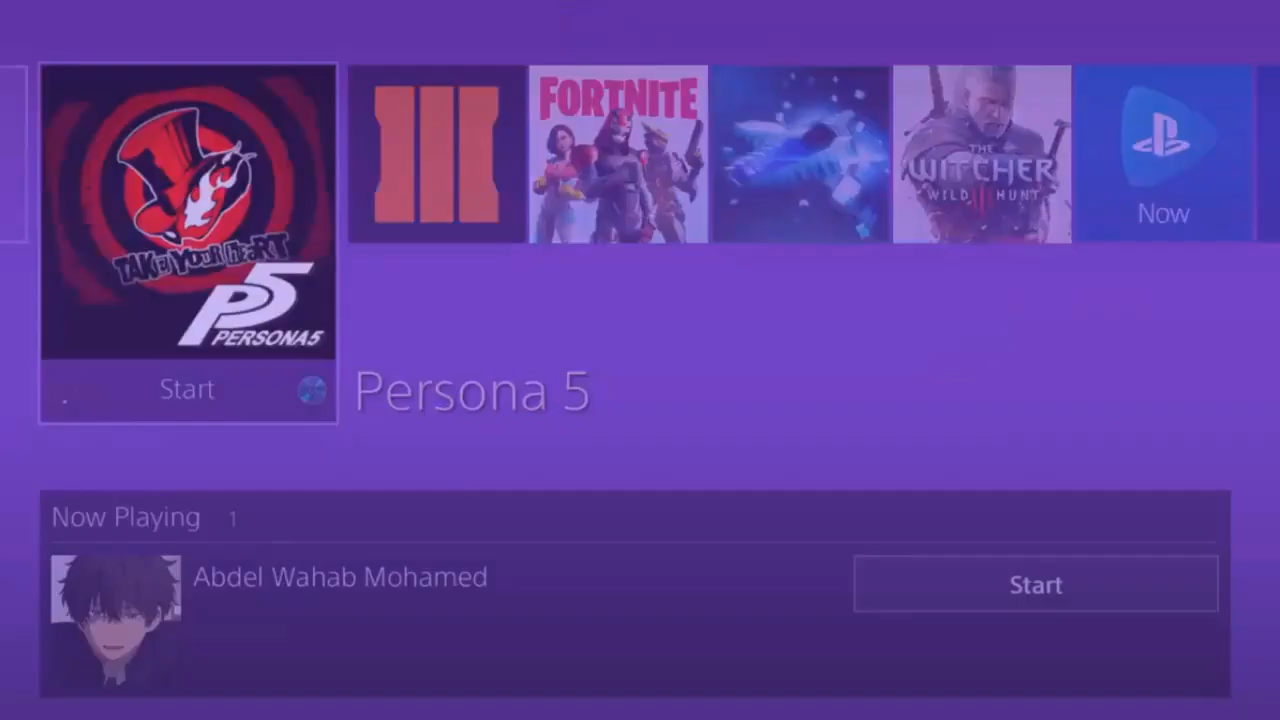 TAKE YOUR HEART
P5
PERSONA5
Start
FORTNITE
THE
WITCHER
WILD HUNT
Now
Persona 5
Now Playing 1
Abdel Wahab Mohamed
Start